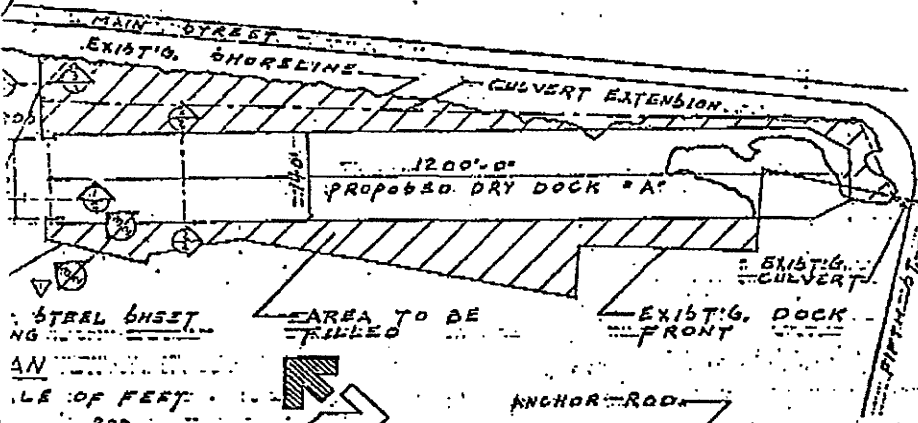 MAIN STREET
EXIST'G. SHORELINE
CULVERT EXTENSION
140'
1200'-0"
PROPOSED DRY DOCK "A"
EXIST'G.
CULVERT
STEEL SHEET
NG
AREA TO BE
FILLED
EXIST'G. DOCK
FRONT
FIFTH ST.
AN
LE OF FEET
ANCHOR ROD